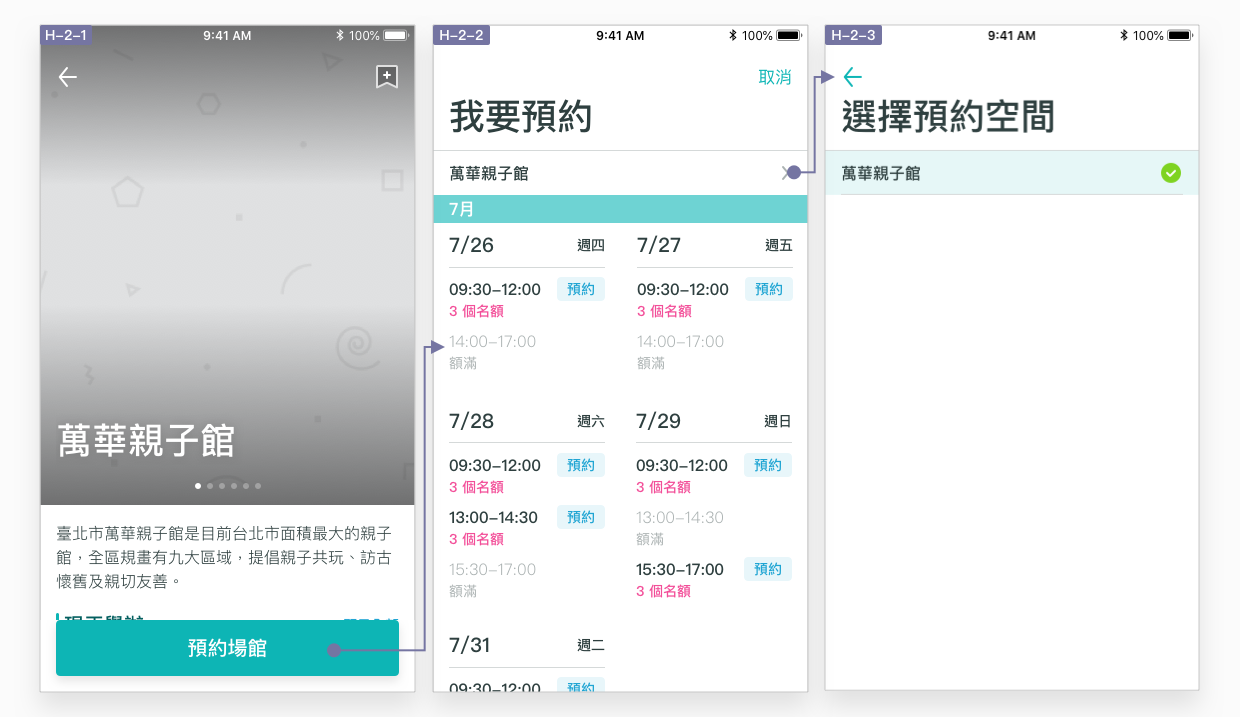 H-2-1
9:41 AM
100%
萬華親子館
臺北市萬華親子館是目前台北市面積最大的親子
館，全區規畫有九大區域，提倡親子共玩、訪古
懷舊及親切友善。
預約場館
H-2-2
9:41 AM
100%
取消
我要預約
萬華親子館
7月
7/26 週四
09:30–12:00 預約
3 個名額
14:00–17:00
額滿
7/27 週五
09:30–12:00 預約
3 個名額
14:00–17:00
額滿
7/28 週六
09:30–12:00 預約
3 個名額
13:00–14:30 預約
3 個名額
15:30–17:00
額滿
7/29 週日
09:30–12:00 預約
3 個名額
13:00–14:30
額滿
15:30–17:00 預約
3 個名額
7/31 週二
09:30–12:00 預約
H-2-3
9:41 AM
100%
選擇預約空間
萬華親子館